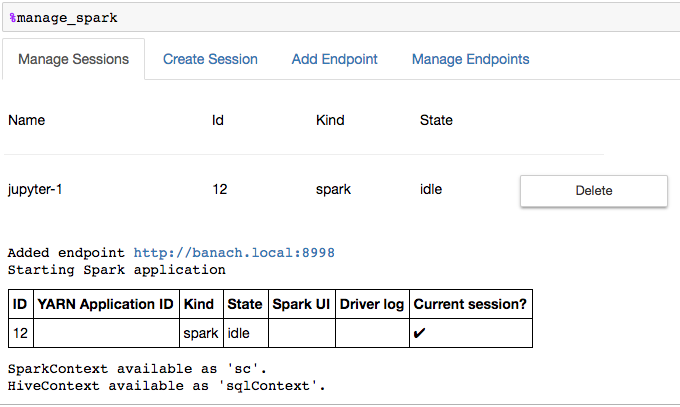 %manage_spark
Manage Sessions Create Session Add Endpoint Manage Endpoints
Name Id Kind State
jupyter-1 12 spark idle Delete
Added endpoint http://banach.local:8998
Starting Spark application
ID YARN Application ID Kind State Spark UI Driver log Current session?
12 spark idle ✔
SparkContext available as 'sc'.
HiveContext available as 'sqlContext'.